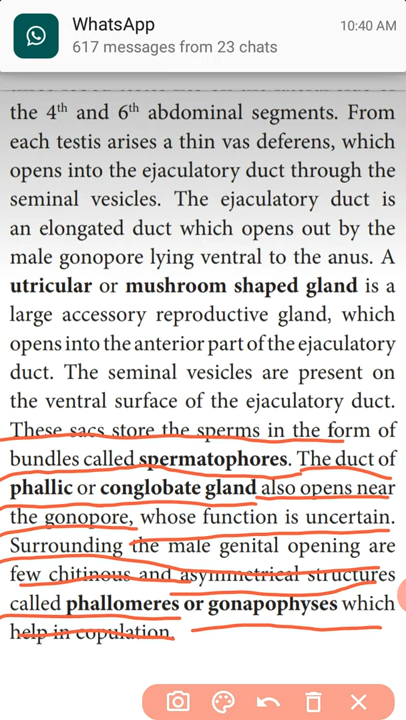 WhatsApp
10:40 AM
617 messages from 23 chats
the 4th and 6th abdominal segments. From
each testis arises a thin vas deferens, which
opens into the ejaculatory duct through the
seminal vesicles. The ejaculatory duct is
an elongated duct which opens out by the
male gonopore lying ventral to the anus. A
utricular or mushroom shaped gland is a
large accessory reproductive gland, which
opens into the anterior part of the ejaculatory
duct. The seminal vesicles are present on
the ventral surface of the ejaculatory duct.
These sacs store the sperms in the form of
bundles called spermatophores. The duct of
phallic or conglobate gland also opens near
the gonopore, whose function is uncertain.
Surrounding the male genital opening are
few chitinous and asymmetrical structures
called phallomeres or gonapophyses which
help in copulation.